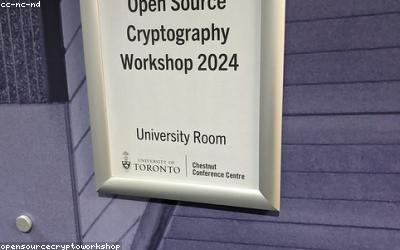 cc-nc-nd
Open Source
Cryptography
Workshop 2024
University Room
UNIVERSITY OF
TORONTO
Chestnut
Conference Centre
opensourcecryptoworkshop